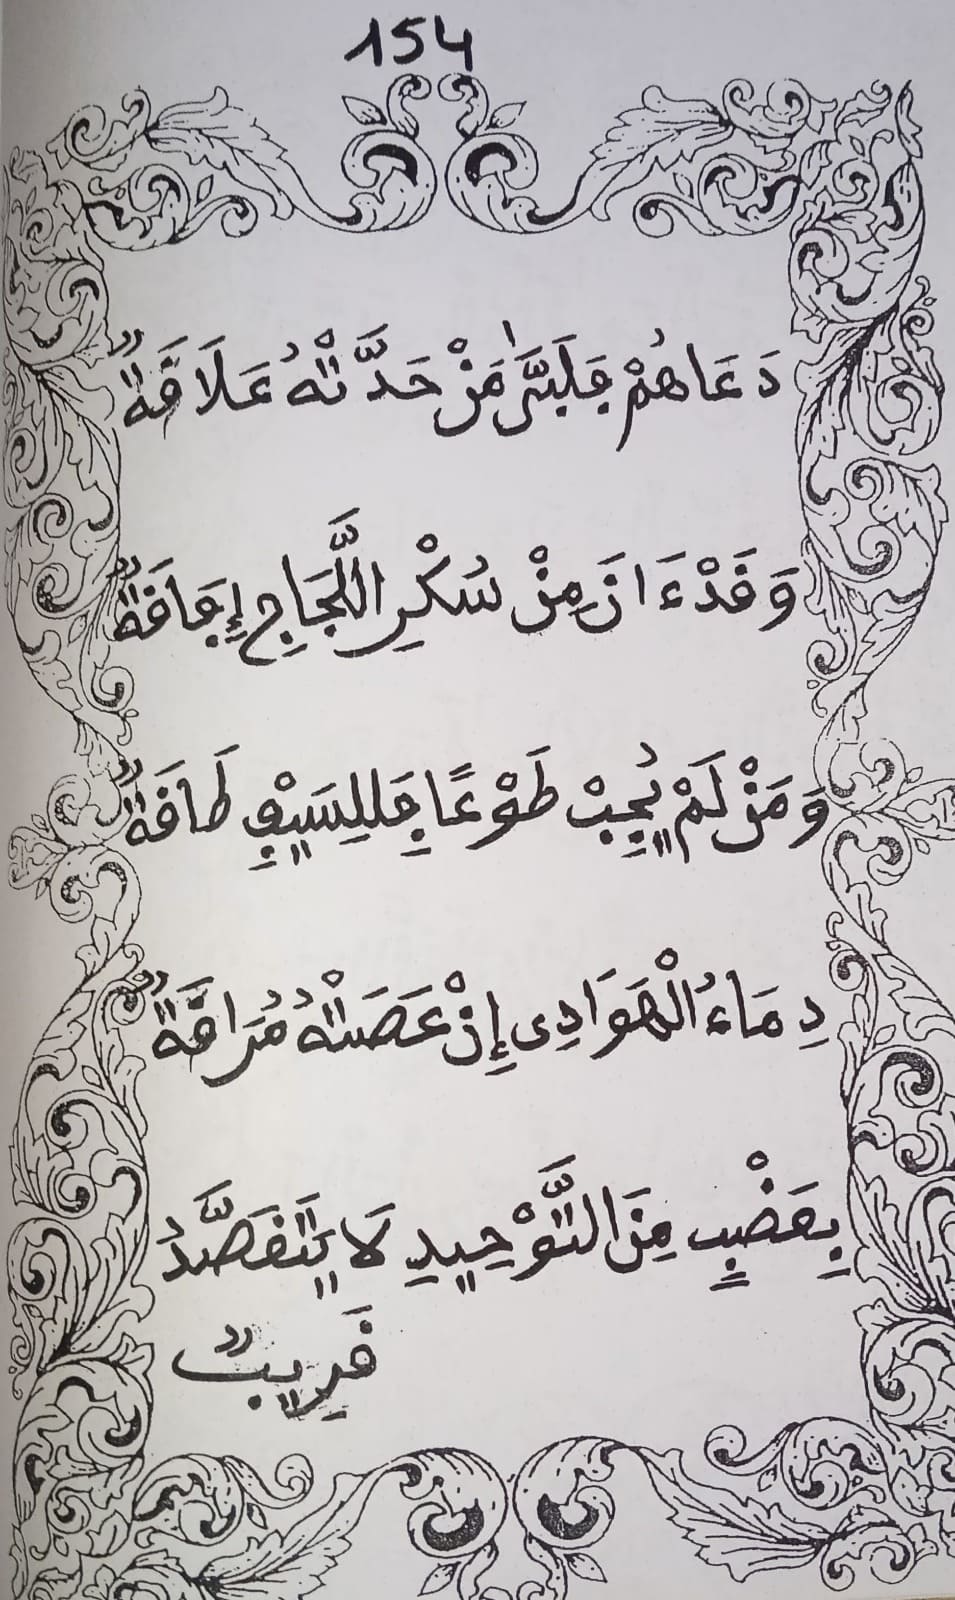 154
دَعَاهُمْ فَلَبَّىٰ مَنْ حَدَّتْهُ عَلَاقَةٌ
وَقَدْ ءَانَ مِنْ سُكْرِ اللَّجَاجِ إِفَاقَةٌ
وَمَنْ لَمْ يُجِبْ طَوْعًا فَلِلسَيْفِ طَاقَةٌ
دِمَاءُ الْهَوَادِى إِنْ عَصَتْهُ مُرَاقَةٌ
بِعَضْبٍ مِنَ التَّوْحِيدِ لَا يَتَقَصَّدُ
قَرِيبٌ